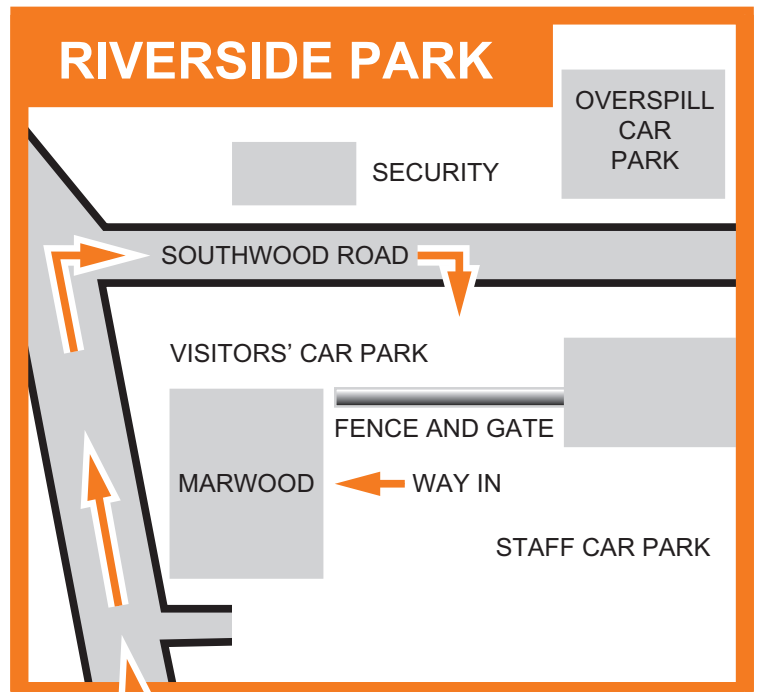 RIVERSIDE PARK
OVERSPILL
CAR
PARK
SECURITY
SOUTHWOOD ROAD
VISITORS' CAR PARK
FENCE AND GATE
MARWOOD
WAY IN
STAFF CAR PARK